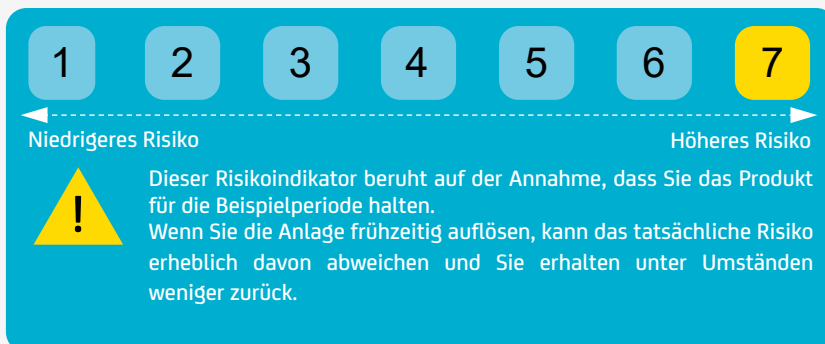 1 2 3 4 5 6 7
Niedrigeres Risiko Höheres Risiko
!
Dieser Risikoindikator beruht auf der Annahme, dass Sie das Produkt
für die Beispielperiode halten.
Wenn Sie die Anlage frühzeitig auflösen, kann das tatsächliche Risiko
erheblich davon abweichen und Sie erhalten unter Umständen
weniger zurück.